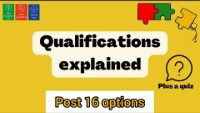 Qualifications
explained
Plus a quiz
Post 16 options